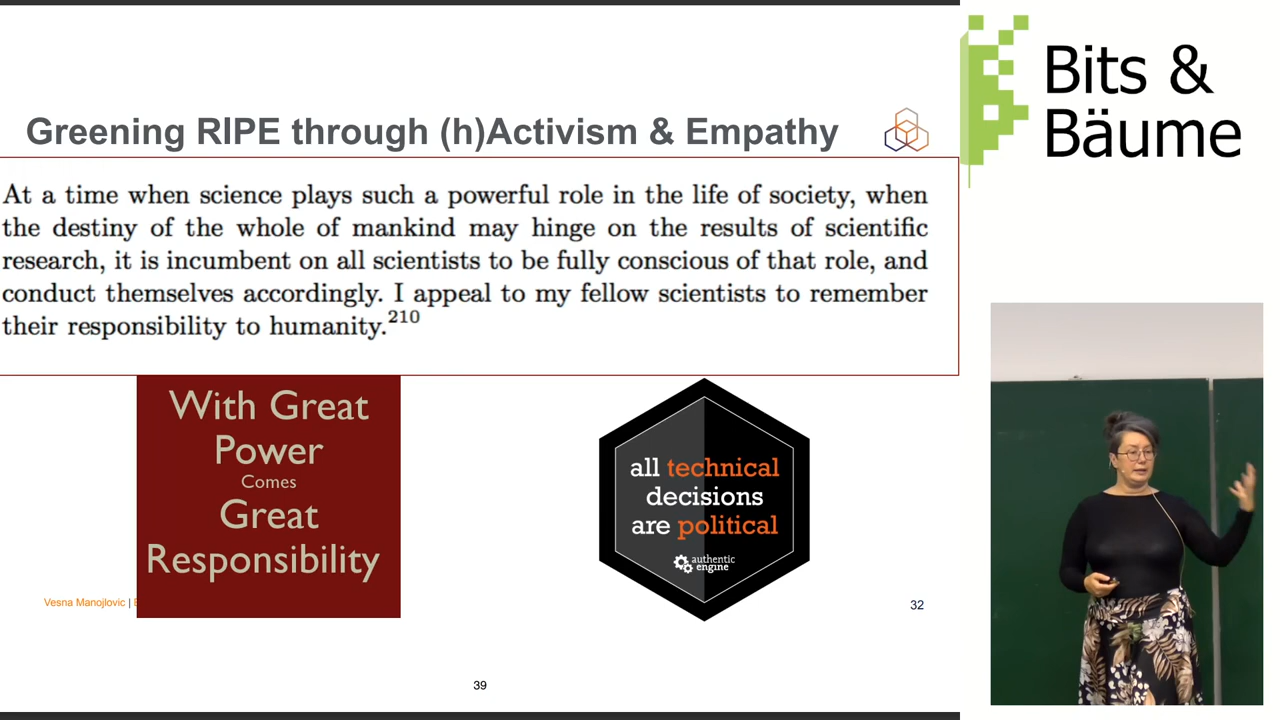 Greening RIPE through (h)Activism & Empathy
At a time when science plays such a powerful role in the life of society, when
the destiny of the whole of mankind may hinge on the results of scientific
research, it is incumbent on all scientists to be fully conscious of that role, and
conduct themselves accordingly. I appeal to my fellow scientists to remember
their responsibility to humanity.210
With Great
Power
Comes
Great
Responsibility
all technical
decisions
are political
authentic
engine
Vesna Manojlovic |
32
39
Bits &
Bäume